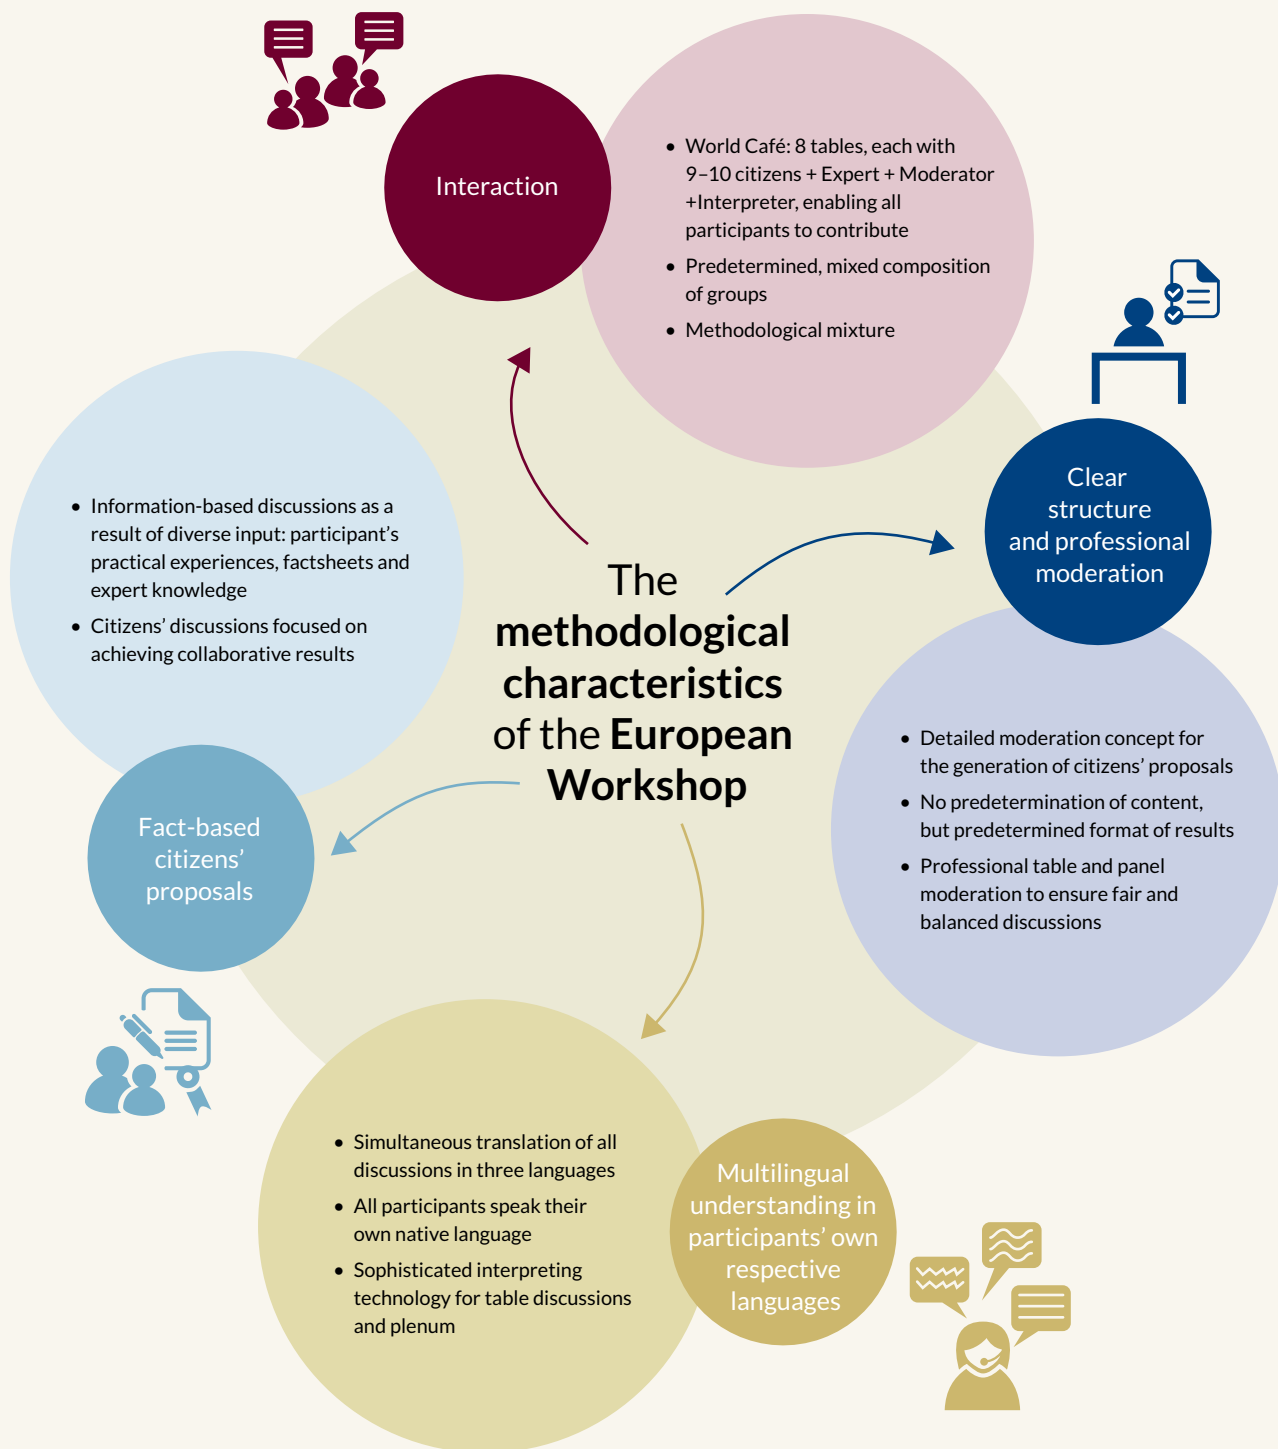 Interaction
• World Café: 8 tables, each with
9–10 citizens + Expert + Moderator
+Interpreter, enabling all
participants to contribute
• Predetermined, mixed composition
of groups
• Methodological mixture
Clear
structure
and professional
moderation
• Detailed moderation concept for
the generation of citizens’ proposals
• No predetermination of content,
but predetermined format of results
• Professional table and panel
moderation to ensure fair and
balanced discussions
• Information-based discussions as a
result of diverse input: participant’s
practical experiences, factsheets and
expert knowledge
• Citizens’ discussions focused on
achieving collaborative results
The
methodological
characteristics
of the European
Workshop
Fact-based
citizens’
proposals
• Simultaneous translation of all
discussions in three languages
• All participants speak their
own native language
• Sophisticated interpreting
technology for table discussions
and plenum
Multilingual
understanding in
participants’ own
respective
languages